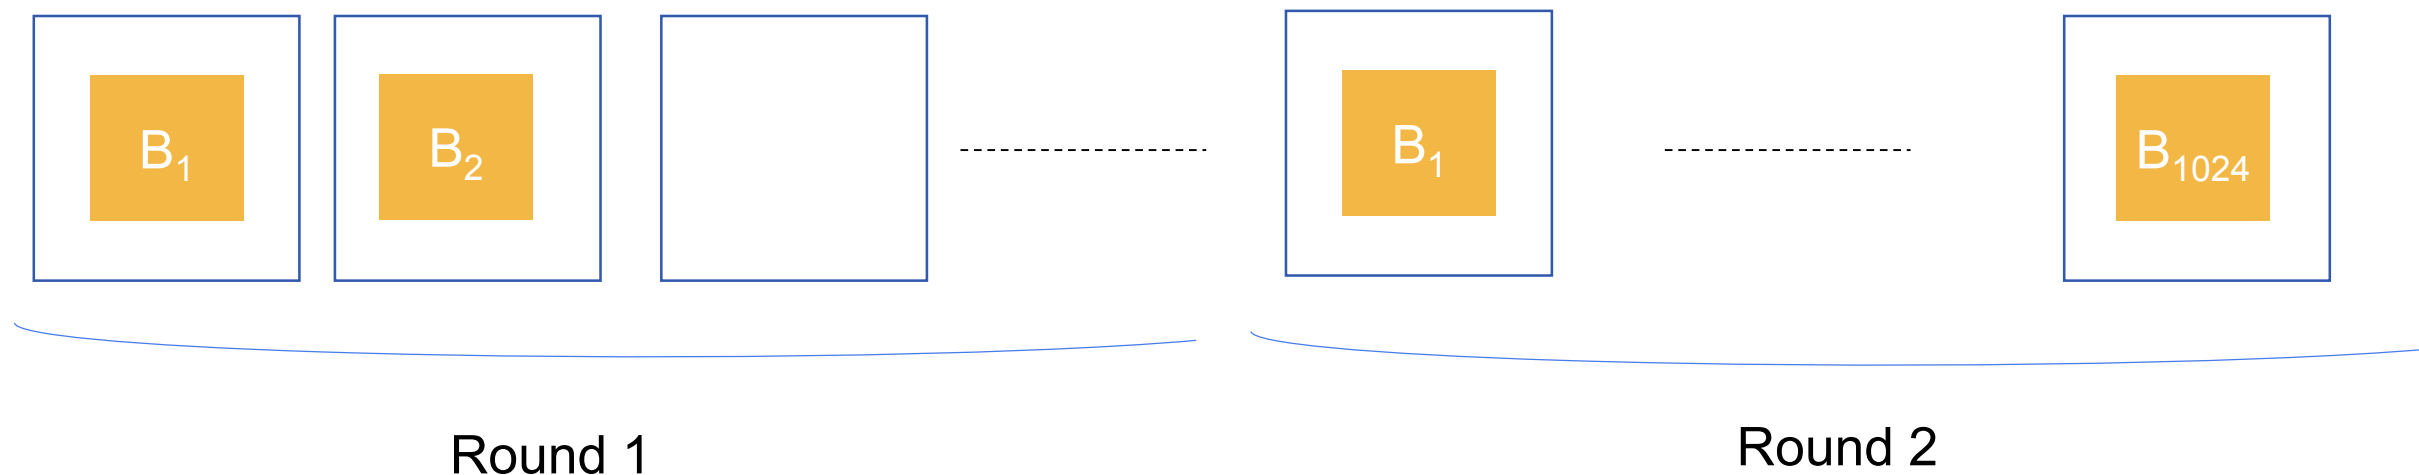 B₁
B₂
B₁
B₁₀₂₄
Round 1
Round 2